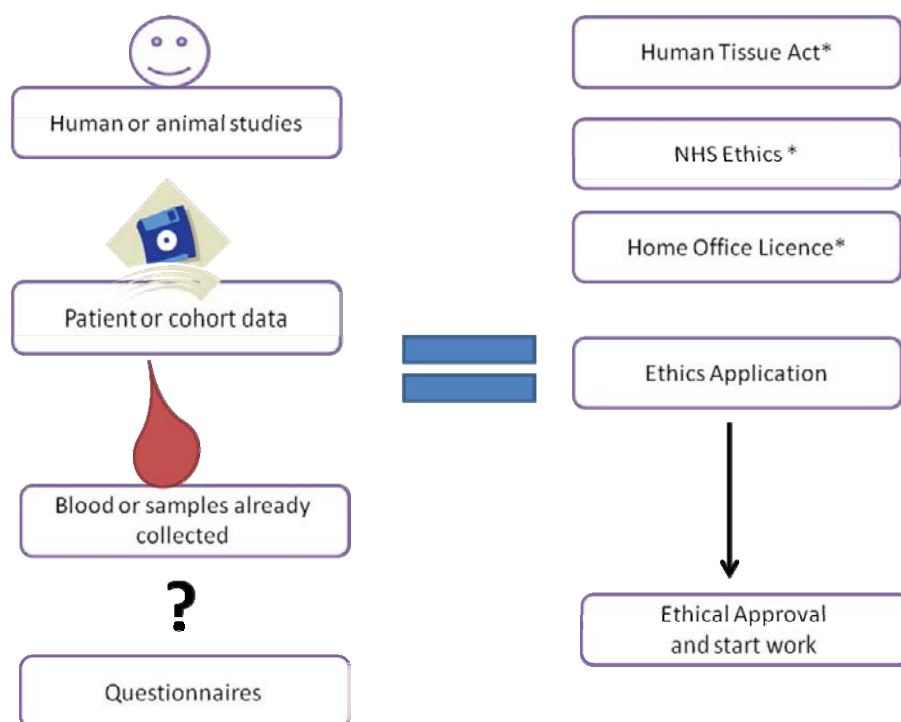 Human or animal studies
Patient or cohort data
Blood or samples already
collected
?
Questionnaires
Human Tissue Act*
NHS Ethics *
Home Office Licence*
Ethics Application
Ethical Approval
and start work